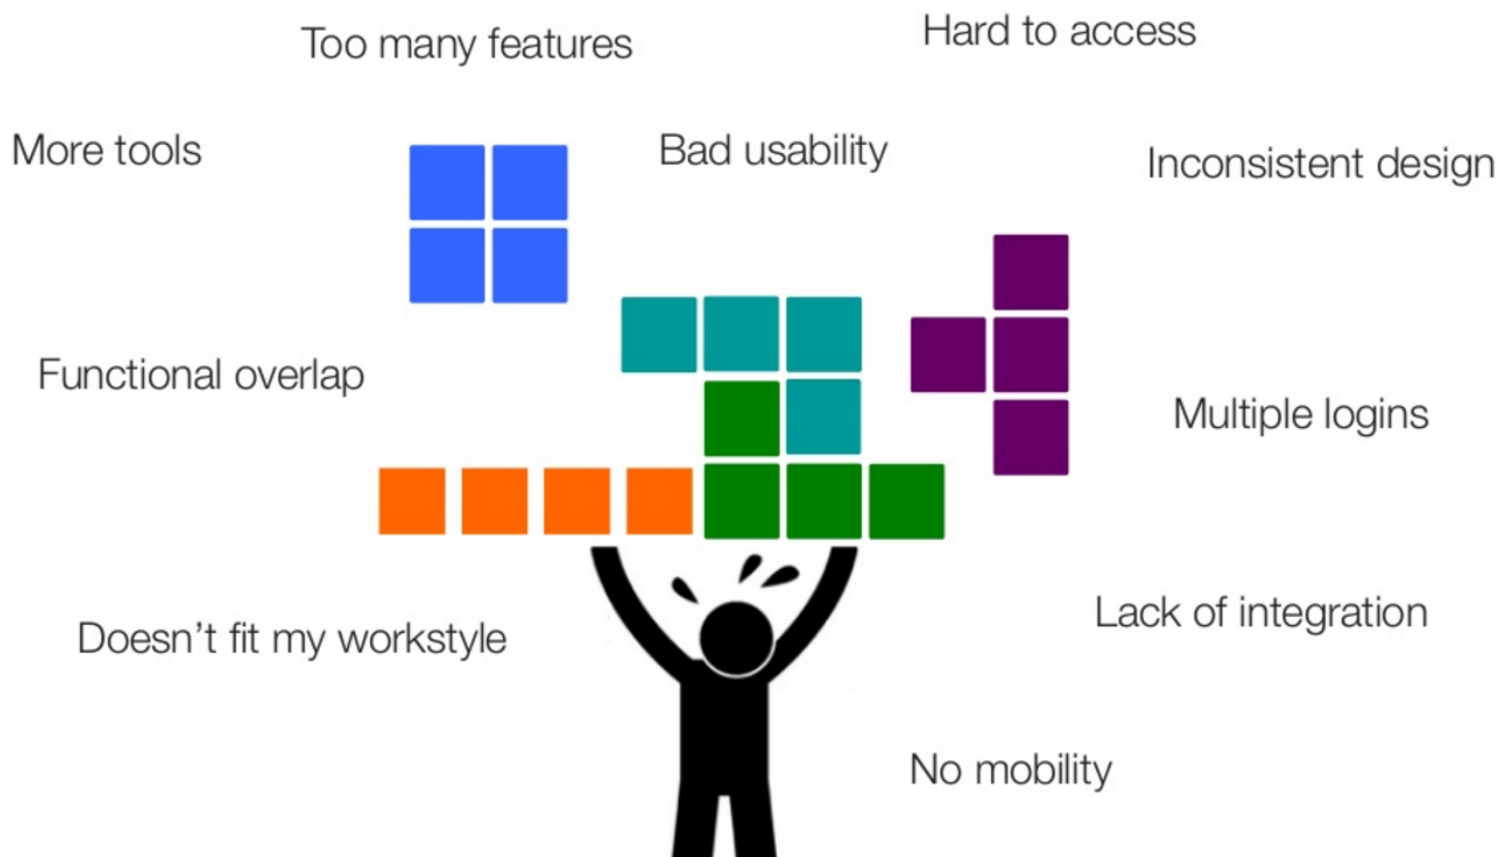 Too many features
Hard to access
More tools
Bad usability
Inconsistent design
Functional overlap
Multiple logins
Doesn’t fit my workstyle
Lack of integration
No mobility